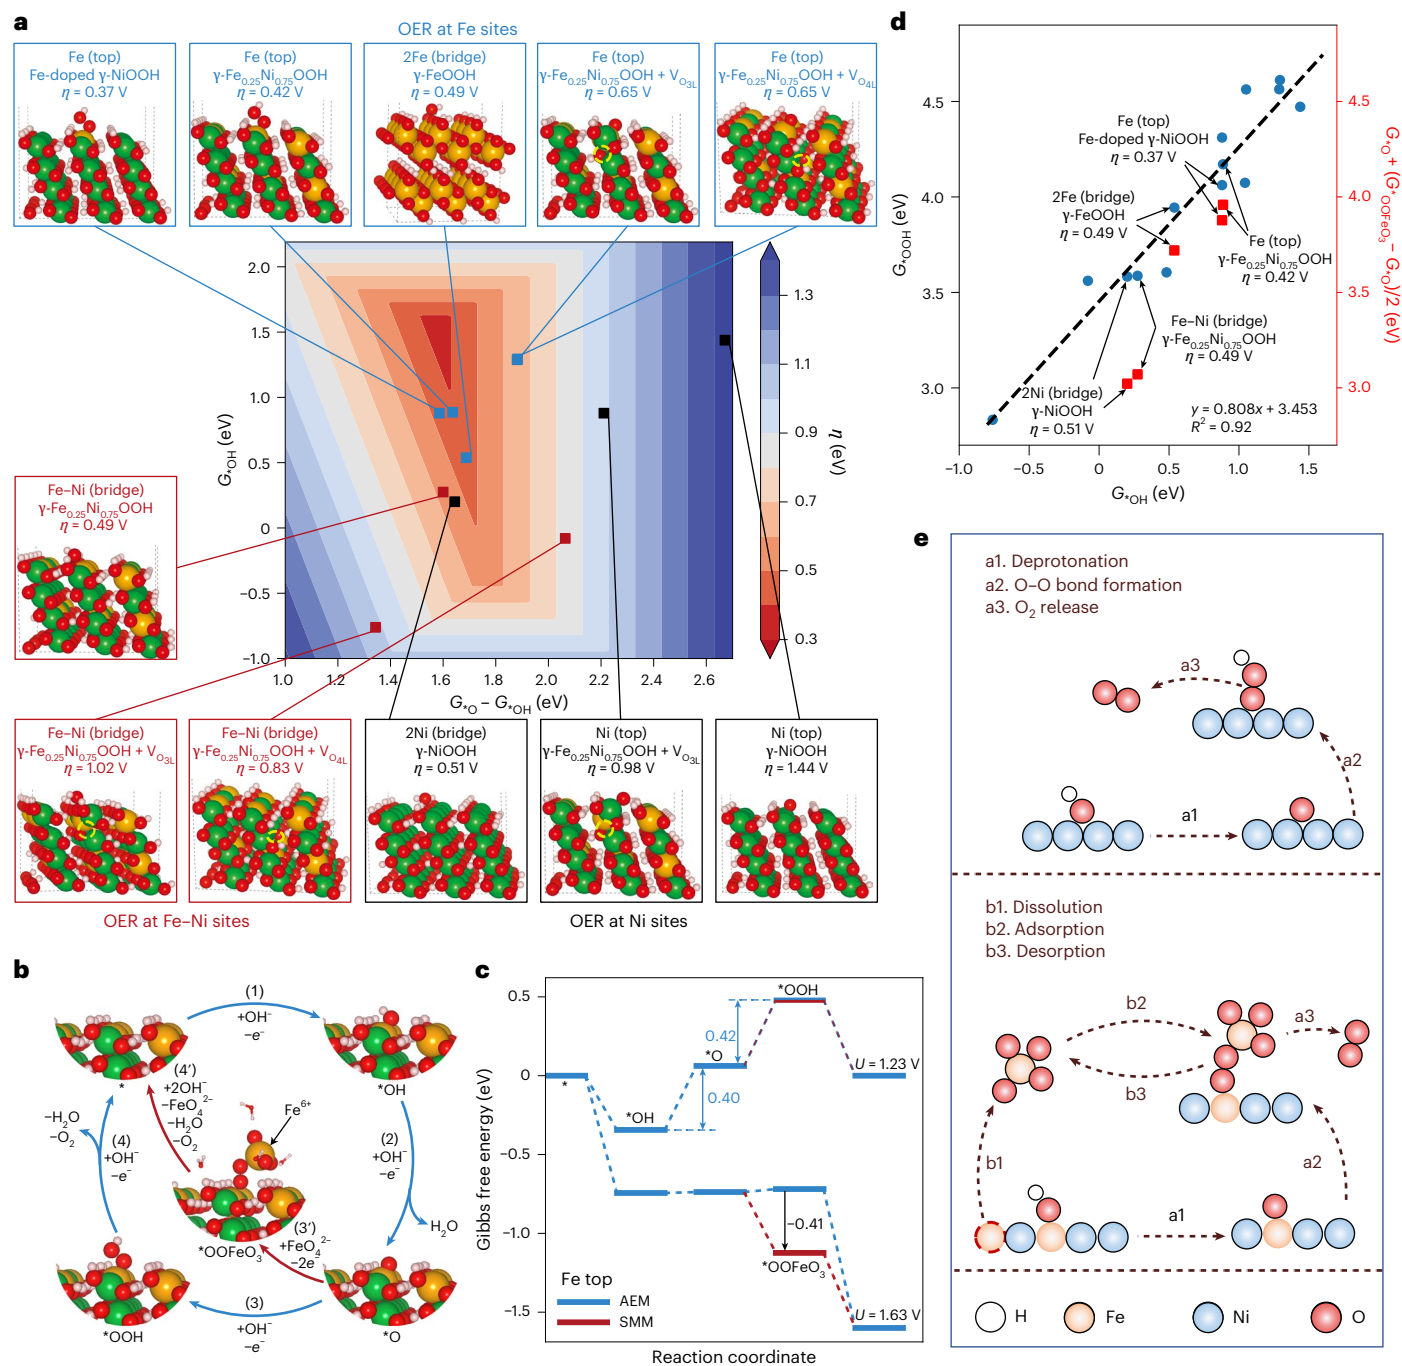 a
OER at Fe sites
Fe (top)
Fe-doped γ-NiOOH
η = 0.37 V
Fe (top)
γ-Fe0.25Ni0.75OOH
η = 0.42 V
2Fe (bridge)
γ-FeOOH
η = 0.49 V
Fe (top)
γ-Fe0.25Ni0.75OOH + VO3L
η = 0.65 V
Fe (top)
γ-Fe0.25Ni0.75OOH + VO4L
η = 0.65 V
2.0
1.5
1.0
0.5
0
−0.5
−1.0
G*OH (eV)
1.0
1.2
1.4
1.6
1.8
2.0
2.2
2.4
2.6
G*O − G*OH (eV)
1.3
1.1
0.9
0.7
0.5
0.3
η (eV)
Fe–Ni (bridge)
γ-Fe0.25Ni0.75OOH
η = 0.49 V
Fe–Ni (bridge)
γ-Fe0.25Ni0.75OOH + VO3L
η = 1.02 V
Fe–Ni (bridge)
γ-Fe0.25Ni0.75OOH + VO4L
η = 0.83 V
2Ni (bridge)
γ-NiOOH
η = 0.51 V
Ni (top)
γ-Fe0.25Ni0.75OOH + VO3L
η = 0.98 V
Ni (top)
γ-NiOOH
η = 1.44 V
OER at Fe–Ni sites
OER at Ni sites
b
(1)
+OH−
−e−
*
*OH
(2)
+OH−
−e−
H2O
*O
(3)
+OH−
−e−
*OOH
(4)
+OH−
−e−
−H2O
−O2
(4′)
+2OH−
−FeO4 2−
−H2O
−O2
Fe6+
*OOFeO3
(3′)
+FeO4 2−
−2e−
c
Gibbs free energy (eV)
0.5
0
−0.5
−1.0
−1.5
*
*OH
0.40
*O
0.42
*OOH
U = 1.23 V
−0.41
*OOFeO3
U = 1.63 V
Fe top
AEM
SMM
Reaction coordinate
d
G*OOH (eV)
4.5
4.0
3.5
3.0
−1.0
−0.5
0
0.5
1.0
1.5
G*OH (eV)
4.5
4.0
3.5
3.0
G*O + (G*OOFeO3 − G*O)/2 (eV)
Fe (top)
Fe-doped γ-NiOOH
η = 0.37 V
2Fe (bridge)
γ-FeOOH
η = 0.49 V
Fe (top)
γ-Fe0.25Ni0.75OOH
η = 0.42 V
Fe–Ni (bridge)
γ-Fe0.25Ni0.75OOH
η = 0.49 V
2Ni (bridge)
γ-NiOOH
η = 0.51 V
y = 0.808x + 3.453
R2 = 0.92
e
a1. Deprotonation
a2. O–O bond formation
a3. O2 release
a3
a2
a1
b1. Dissolution
b2. Adsorption
b3. Desorption
b2
a3
b3
b1
a2
a1
H
Fe
Ni
O